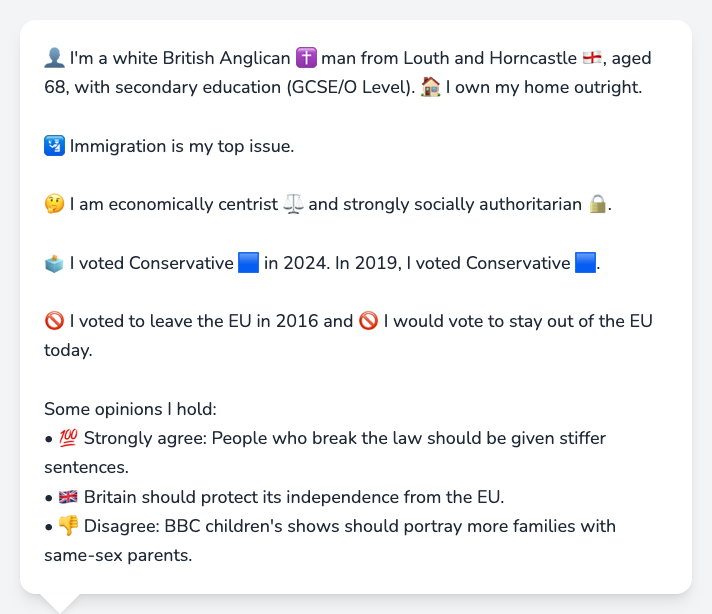 👤 I'm a white British Anglican ✝️ man from Louth and Horncastle 🏴󠁧󠁢󠁥󠁮󠁧󠁿, aged
68, with secondary education (GCSE/O Level). 🏠 I own my home outright.
🛂 Immigration is my top issue.
🤔 I am economically centrist ⚖️ and strongly socially authoritarian 🔒.
🗳️ I voted Conservative 🟦 in 2024. In 2019, I voted Conservative 🟦.
🚫 I voted to leave the EU in 2016 and 🚫 I would vote to stay out of the EU
today.
Some opinions I hold:
• 💯 Strongly agree: People who break the law should be given stiffer
sentences.
• 🇬🇧 Britain should protect its independence from the EU.
• 👎 Disagree: BBC children's shows should portray more families with
same-sex parents.